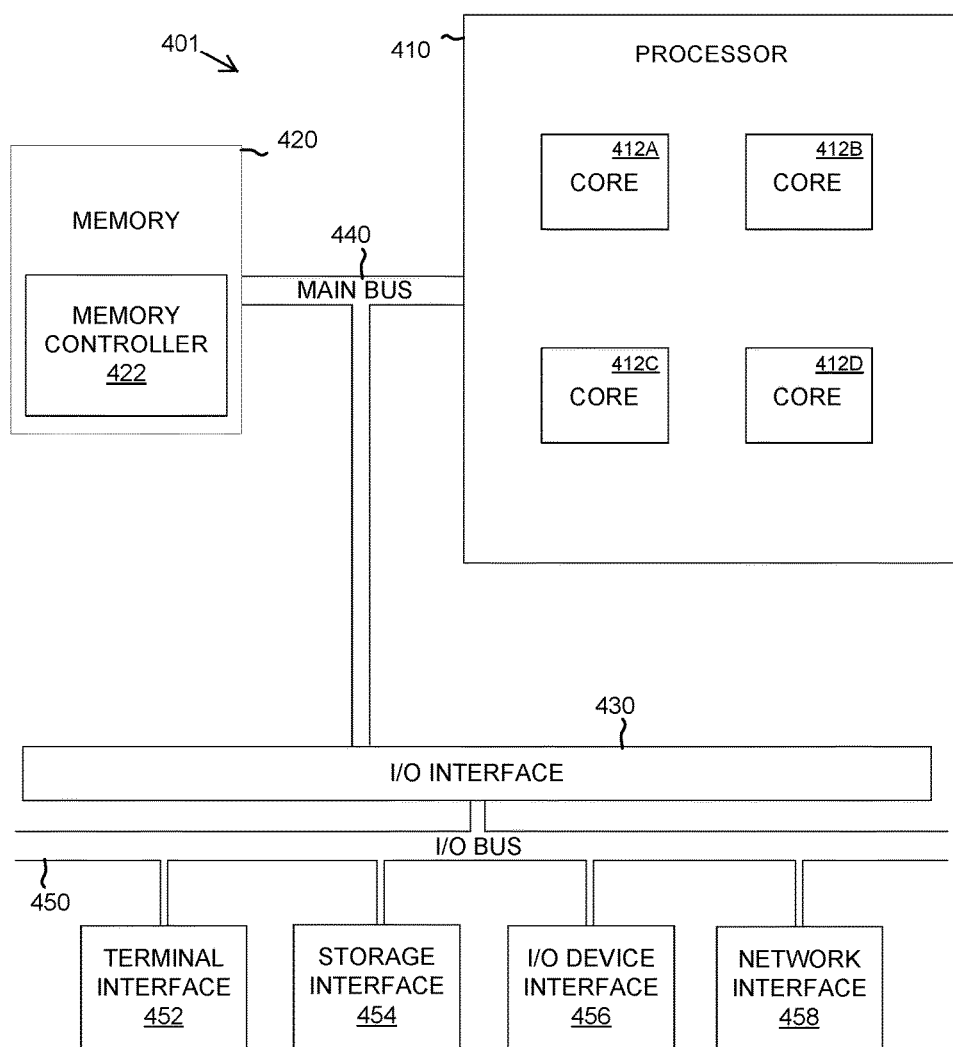 401
410
PROCESSOR
420
MEMORY
MEMORY
CONTROLLER
422
440
MAIN BUS
412A
CORE
412B
CORE
412C
CORE
412D
CORE
430
I/O INTERFACE
I/O BUS
450
TERMINAL
INTERFACE
452
STORAGE
INTERFACE
454
I/O DEVICE
INTERFACE
456
NETWORK
INTERFACE
458